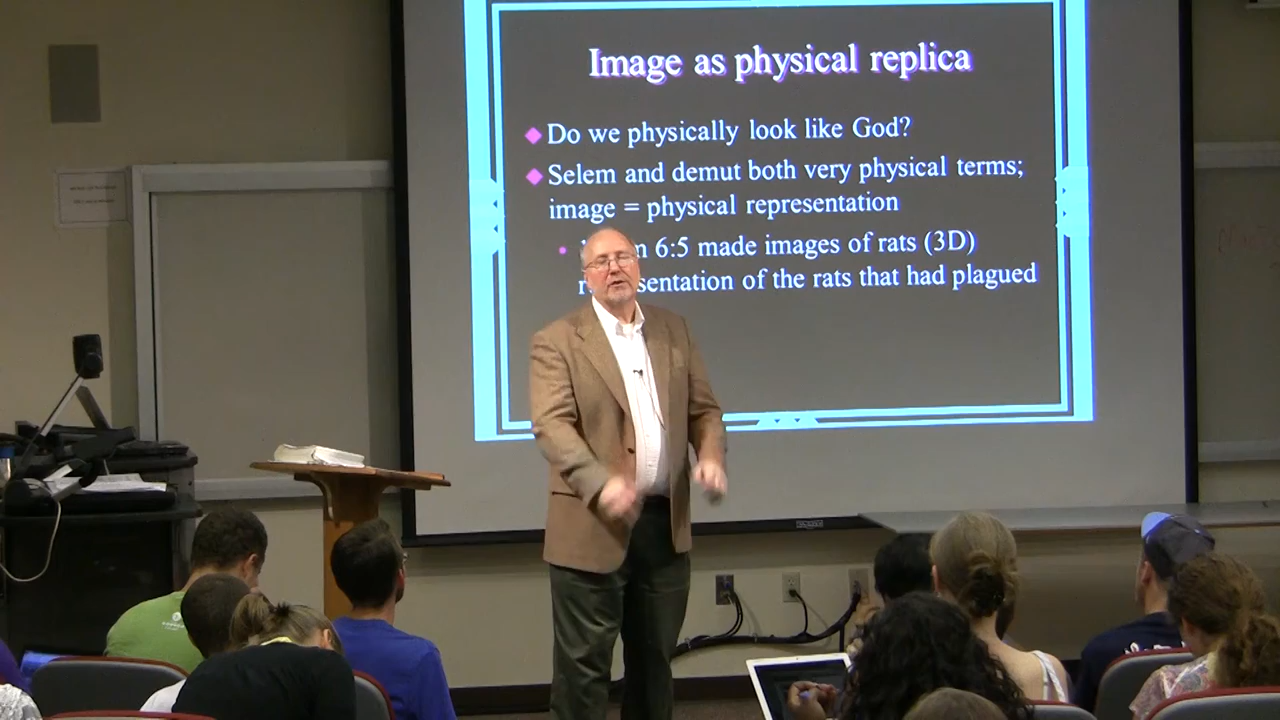 Image as physical replica
Do we physically look like God?
Selem and demut both very physical terms;
image = physical representation
6:5 made images of rats (3D)
of the rats that had plagued